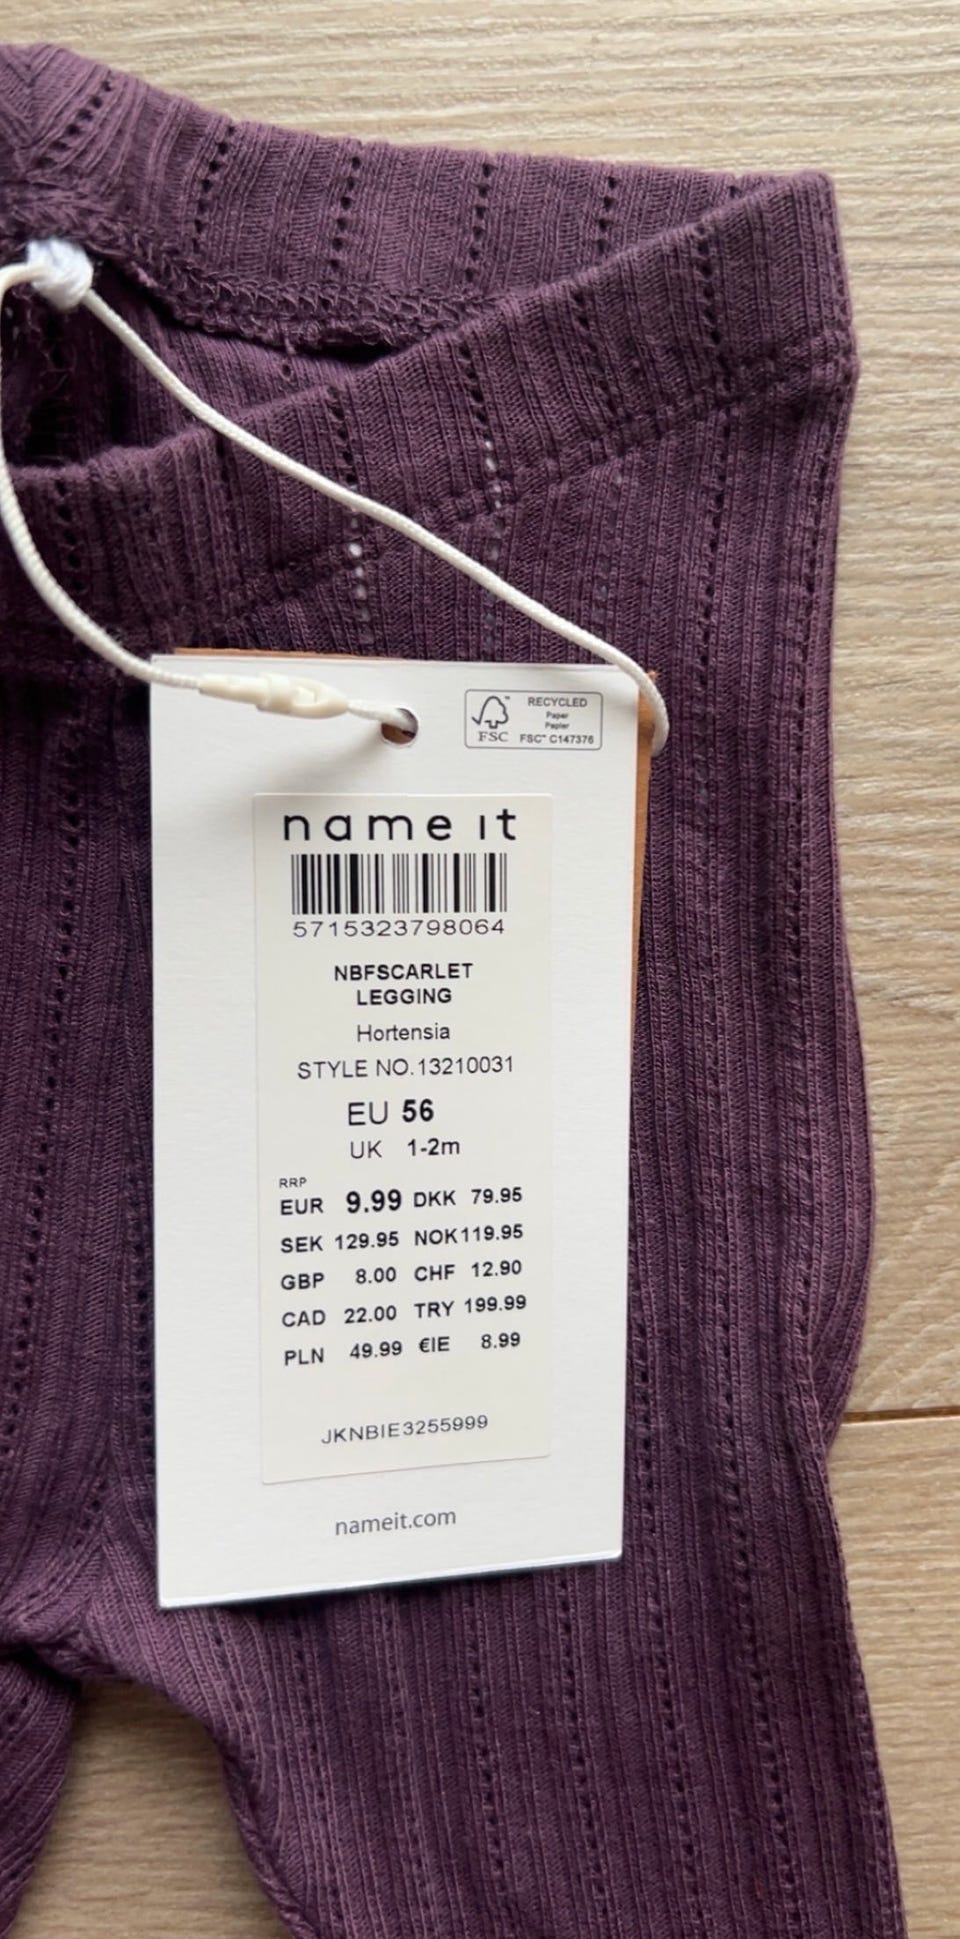 RECYCLED
Paper
Papier
FSC™ C147376
FSC
name it
5715323798064
NBFSCARLET
LEGGING
Hortensia
STYLE NO.13210031
EU 56
UK 1-2m
RRP
EUR 9.99 DKK 79.95
SEK 129.95 NOK119.95
GBP 8.00 CHF 12.90
CAD 22.00 TRY 199.99
PLN 49.99 €IE 8.99
JKNBIE3255999
nameit.com